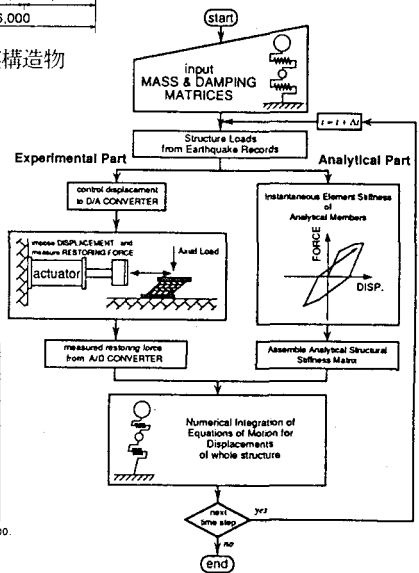 6,000
構造物
start
input
MASS & DAMPING
MATRICES
t = t + Δt
Structure Loads
from Earthquake Records
Experimental Part
Analytical Part
control displacement
to D/A CONVERTER
Instantaneous Element Stiffness
of
Analytical Members
impose DISPLACEMENT and
measure RESTORING FORCE
Axial Load
actuator
FORCE
DISP.
measured restoring force
from A/D CONVERTER
Assemble Analytical Structural
Stiffness Matrix
Numerical Integration of
Equations of Motion for
Displacements
of whole structure
next
time step
yes
no
end